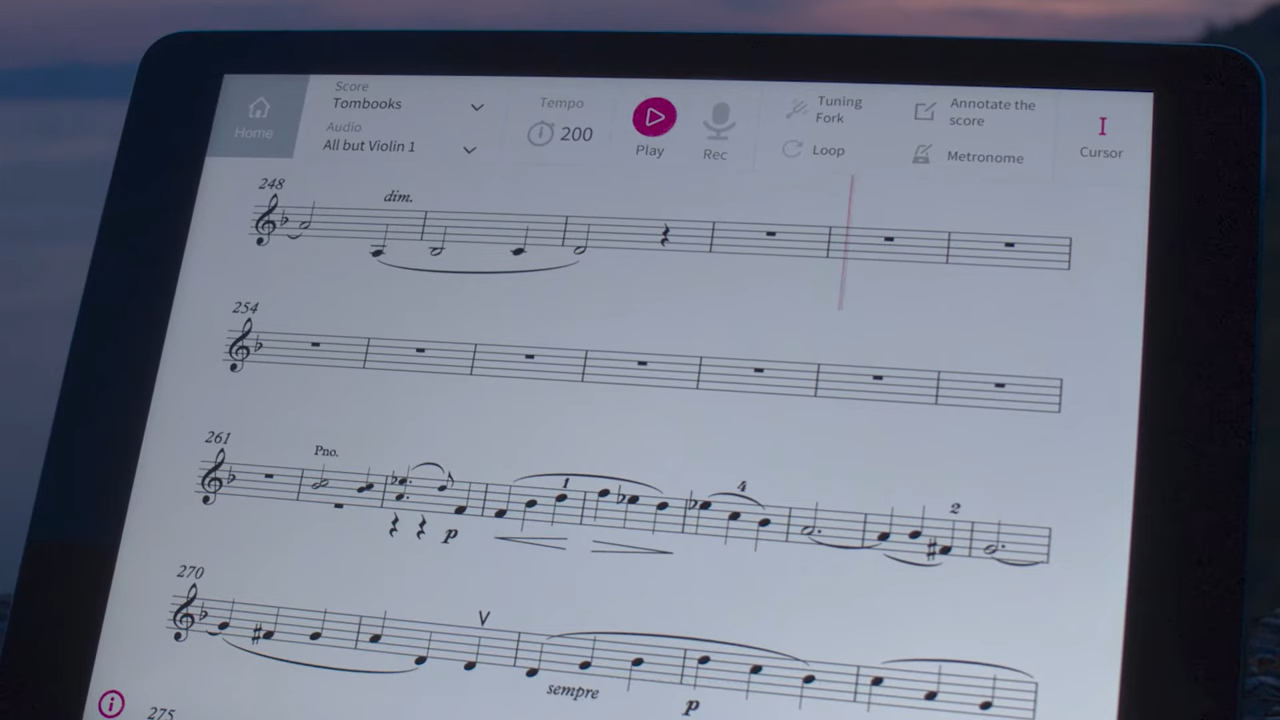 Home
Score
Tombooks
Audio
All but Violin 1
Tempo
200
Play
Rec
Tuning
Fork
Loop
Annotate the
score
Metronome
Cursor
248
dim.
254
261
Pno.
1
4
2
p
270
V
sempre
p
275